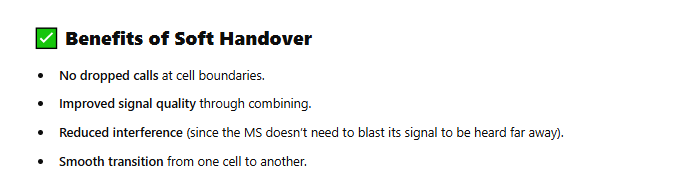 ✅ Benefits of Soft Handover
• No dropped calls at cell boundaries.
• Improved signal quality through combining.
• Reduced interference (since the MS doesn't need to blast its signal to be heard far away).
• Smooth transition from one cell to another.